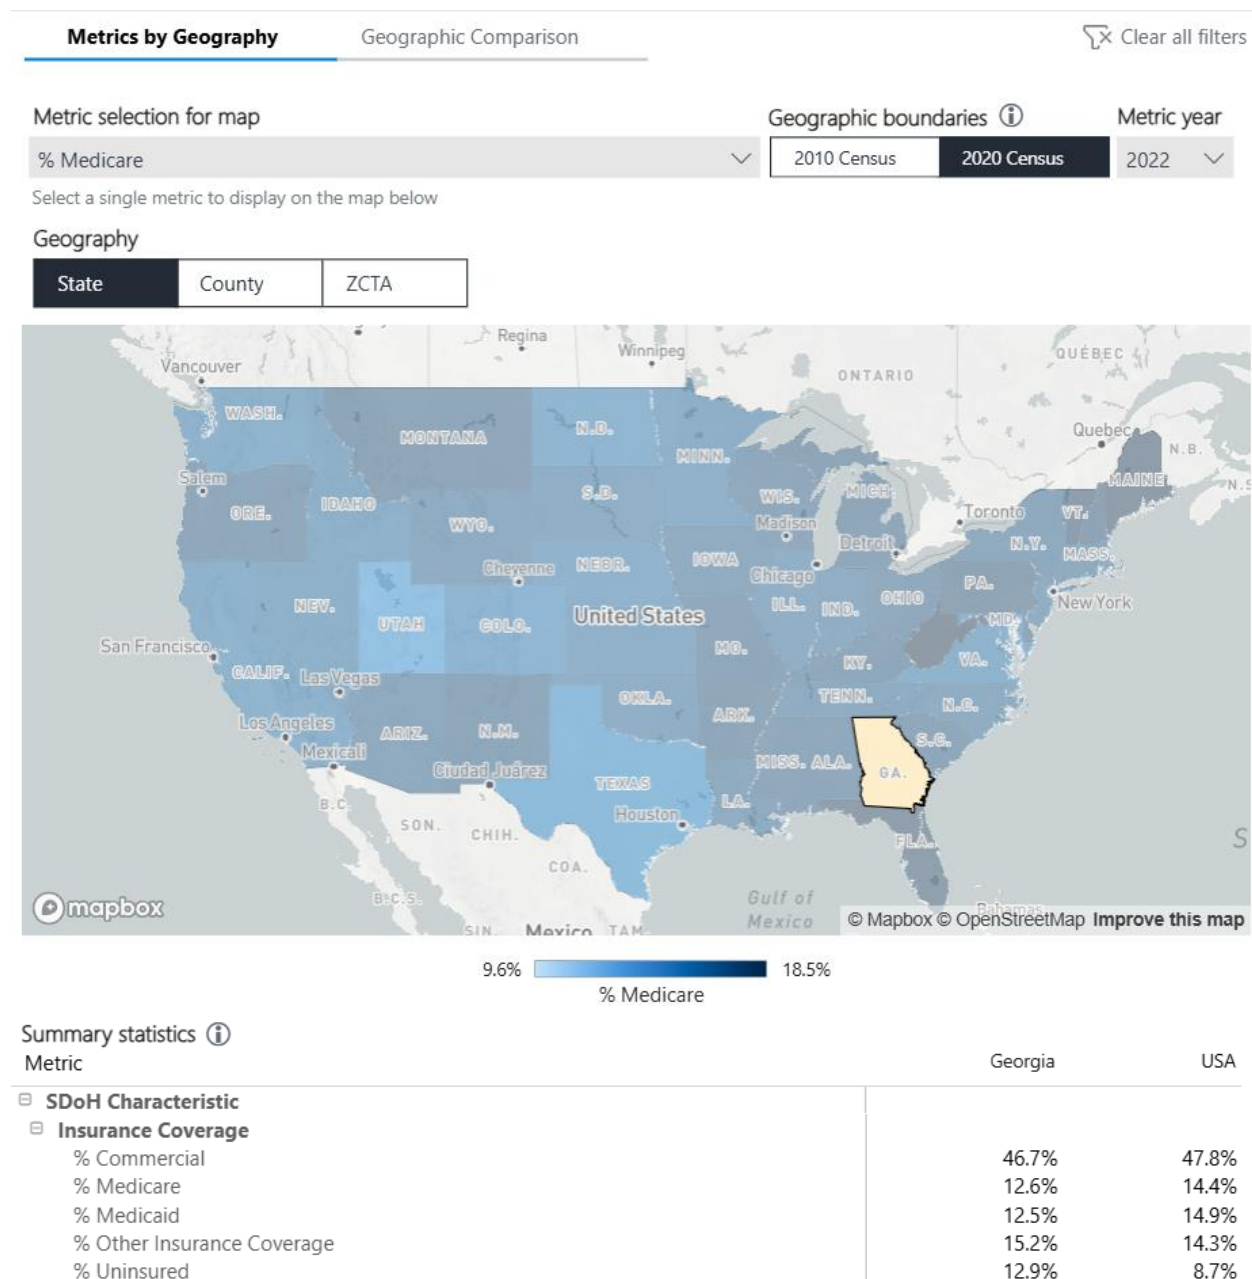 Metrics by Geography
Geographic Comparison
Clear all filters
Metric selection for map
Geographic boundaries
Metric year
% Medicare
2010 Census
2020 Census
2022
Select a single metric to display on the map below
Geography
State
County
ZCTA
Regina
Winnipeg
Vancouver
QUÉBEC
ONTARIO
WASH.
MONTANA
N.D.
MINN.
Quebec
N.B.
Salem
ORE.
IDAHO
WYO.
S.D.
WIS.
MICH.
MAINE
N.S
Madison
Toronto
VT.
Detroit
N.Y.
MASS.
Cheyenne
NEBR.
IOWA
Chicago
PA.
NEV.
UTAH
COLO.
United States
ILL.
IND.
OHIO
New York
MD.
San Francisco
CALIF.
Las Vegas
MO.
KY.
VA.
OKLA.
TENN.
N.C.
Los Angeles
ARIZ.
N.M.
ARK.
S.C.
Mexicali
Ciudad Juárez
TEXAS
MISS.
ALA.
GA.
B.C.
SON.
CHIH.
Houston
LA.
FLA.
S
COA.
B.C.S.
Gulf of
Mexico
Bahamas
mapbox
SIN.
Mexico
TAM.
© Mapbox © OpenStreetMap Improve this map
9.6%
18.5%
% Medicare
Summary statistics
Metric Georgia USA
SDoH Characteristic
Insurance Coverage
% Commercial 46.7% 47.8%
% Medicare 12.6% 14.4%
% Medicaid 12.5% 14.9%
% Other Insurance Coverage 15.2% 14.3%
% Uninsured 12.9% 8.7%